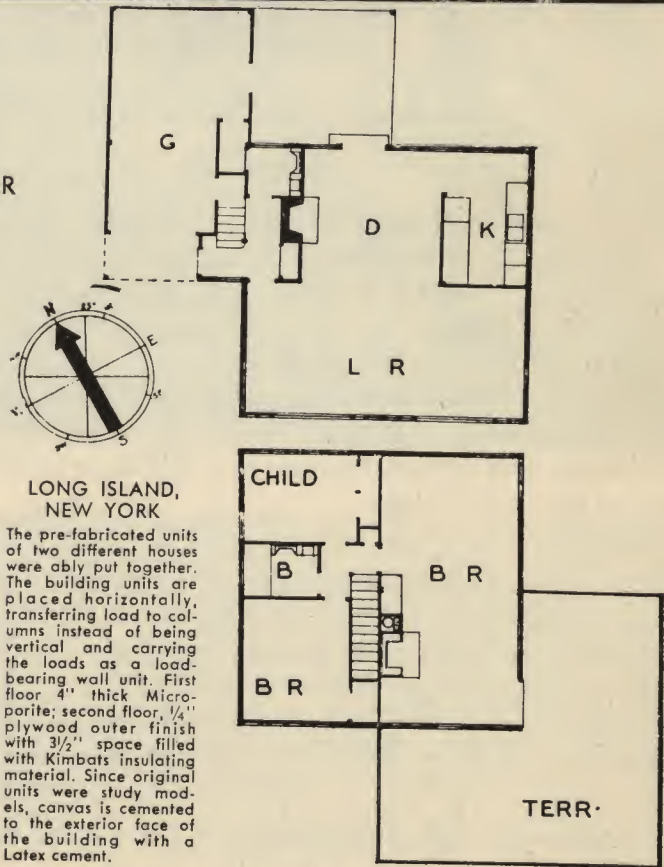 R
G
D
K
L R
N
25°
E
S
LONG ISLAND,
NEW YORK
The pre-fabricated units
of two different houses
were ably put together.
The building units are
placed horizontally,
transferring load to col-
umns instead of being
vertical and carrying
the loads as a load-
bearing wall unit. First
floor 4" thick Micro-
porite; second floor, 1/4"
plywood outer finish
with 3 1/2" space filled
with Kimbats insulating
material. Since original
units were study mod-
els, canvas is cemented
to the exterior face of
the building with a
Latex cement.
CHILD
B
B R
B R
TERR.